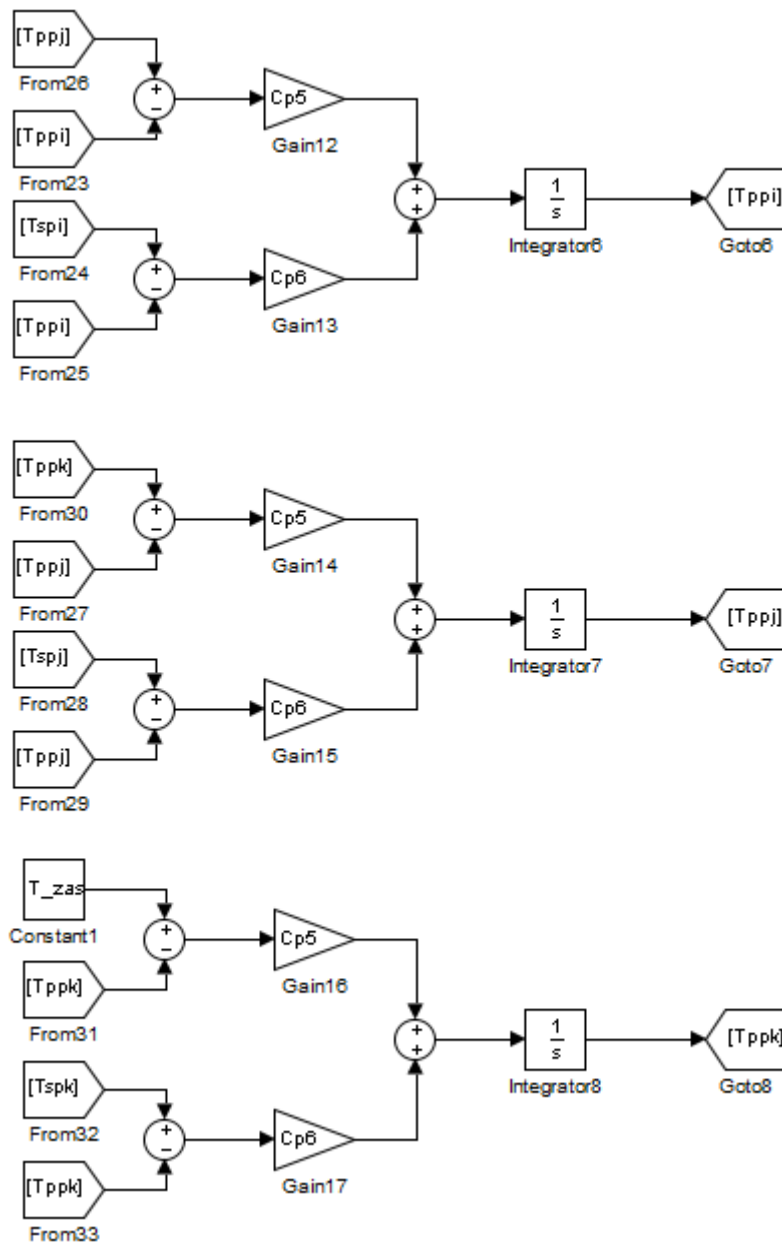 [Tppj]
From26
[Tppi]
From23
[Tspi]
From24
[Tppi]
From25
+
−
+
−
Cp5
Gain12
Cp6
Gain13
+
+
1
s
Integrator6
[Tppi]
Goto6
[Tppk]
From30
[Tppj]
From27
[Tspj]
From28
[Tppj]
From29
+
−
+
−
Cp5
Gain14
Cp6
Gain15
+
+
1
s
Integrator7
[Tppj]
Goto7
T_zas
Constant1
[Tppk]
From31
[Tspk]
From32
[Tppk]
From33
+
−
+
−
Cp5
Gain16
Cp6
Gain17
+
+
1
s
Integrator8
[Tppk]
Goto8